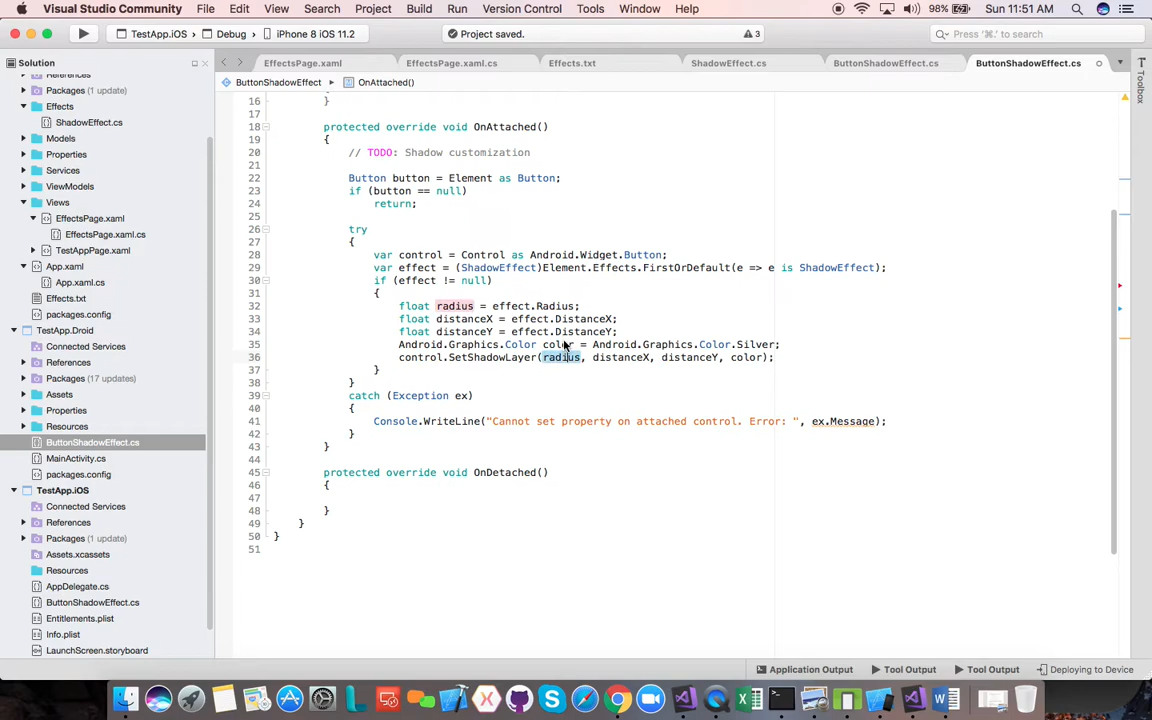 Visual Studio Community File Edit View Search Project Build Run Version Control Tools Window Help 98% Sun 11:51 AM
TestApp.iOS Debug iPhone 8 iOS 11.2 Project saved. 3 Press '⌘.' to search
Solution
References
Packages (1 update)
Effects
ShadowEffect.cs
Models
Properties
Services
ViewModels
Views
EffectsPage.xaml
EffectsPage.xaml.cs
TestAppPage.xaml
App.xaml
App.xaml.cs
Effects.txt
packages.config
TestApp.Droid
Connected Services
References
Packages (17 updates)
Assets
Properties
Resources
ButtonShadowEffect.cs
MainActivity.cs
packages.config
TestApp.iOS
Connected Services
References
Packages (1 update)
Assets.xcassets
Resources
AppDelegate.cs
ButtonShadowEffect.cs
Entitlements.plist
Info.plist
LaunchScreen.storyboard
EffectsPage.xaml EffectsPage.xaml.cs Effects.txt ShadowEffect.cs ButtonShadowEffect.cs ButtonShadowEffect.cs
ButtonShadowEffect OnAttached()
16 }
17
18 protected override void OnAttached()
19 {
20 // TODO: Shadow customization
21
22 Button button = Element as Button;
23 if (button == null)
24 return;
25
26 try
27 {
28 var control = Control as Android.Widget.Button;
29 var effect = (ShadowEffect)Element.Effects.FirstOrDefault(e => e is ShadowEffect);
30 if (effect != null)
31 {
32 float radius = effect.Radius;
33 float distanceX = effect.DistanceX;
34 float distanceY = effect.DistanceY;
35 Android.Graphics.Color color = Android.Graphics.Color.Silver;
36 control.SetShadowLayer(radius, distanceX, distanceY, color);
37 }
38 }
39 catch (Exception ex)
40 {
41 Console.WriteLine("Cannot set property on attached control. Error: ", ex.Message);
42 }
43 }
44
45 protected override void OnDetached()
46 {
47
48 }
49 }
50 }
51
Toolbox
Application Output Tool Output Tool Output Deploying to Device